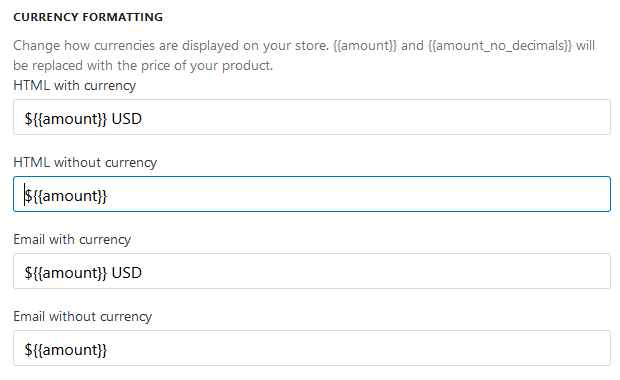 CURRENCY FORMATTING
Change how currencies are displayed on your store. {{amount}} and {{amount_no_decimals}} will
be replaced with the price of your product.
HTML with currency
${{amount}} USD
HTML without currency
${{amount}}
Email with currency
${{amount}} USD
Email without currency
${{amount}}